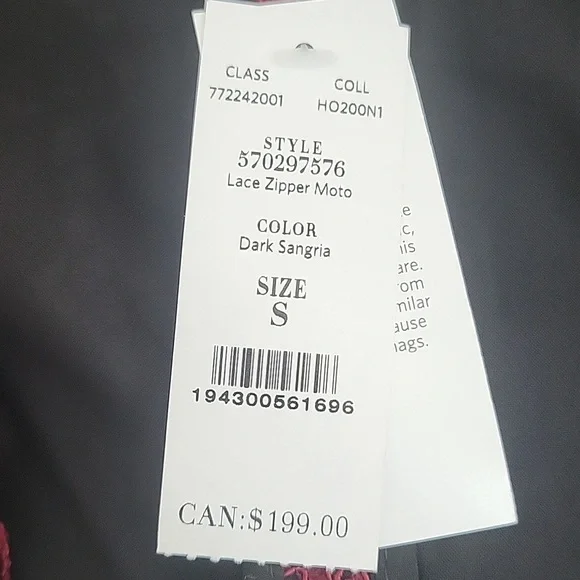 CLASS
772242001
COLL
HO200N1
STYLE
570297576
Lace Zipper Moto
COLOR
Dark Sangria
SIZE
S
194300561696
CAN:$199.00